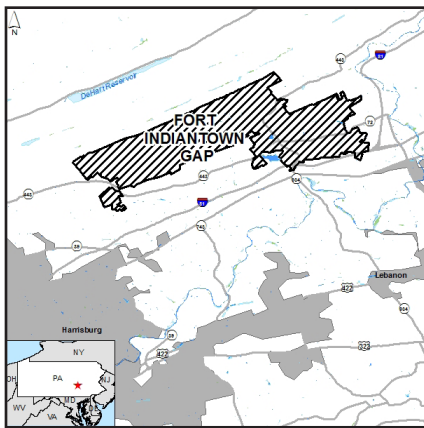 N
443
81
DeHart Reservoir
72
FORT
INDIANTOWN
GAP
443
934
443
81
743
39
Lebanon
422
934
Harrisburg
39
422
322
NY
PA
NJ
OH
MD
WV
DE
VA